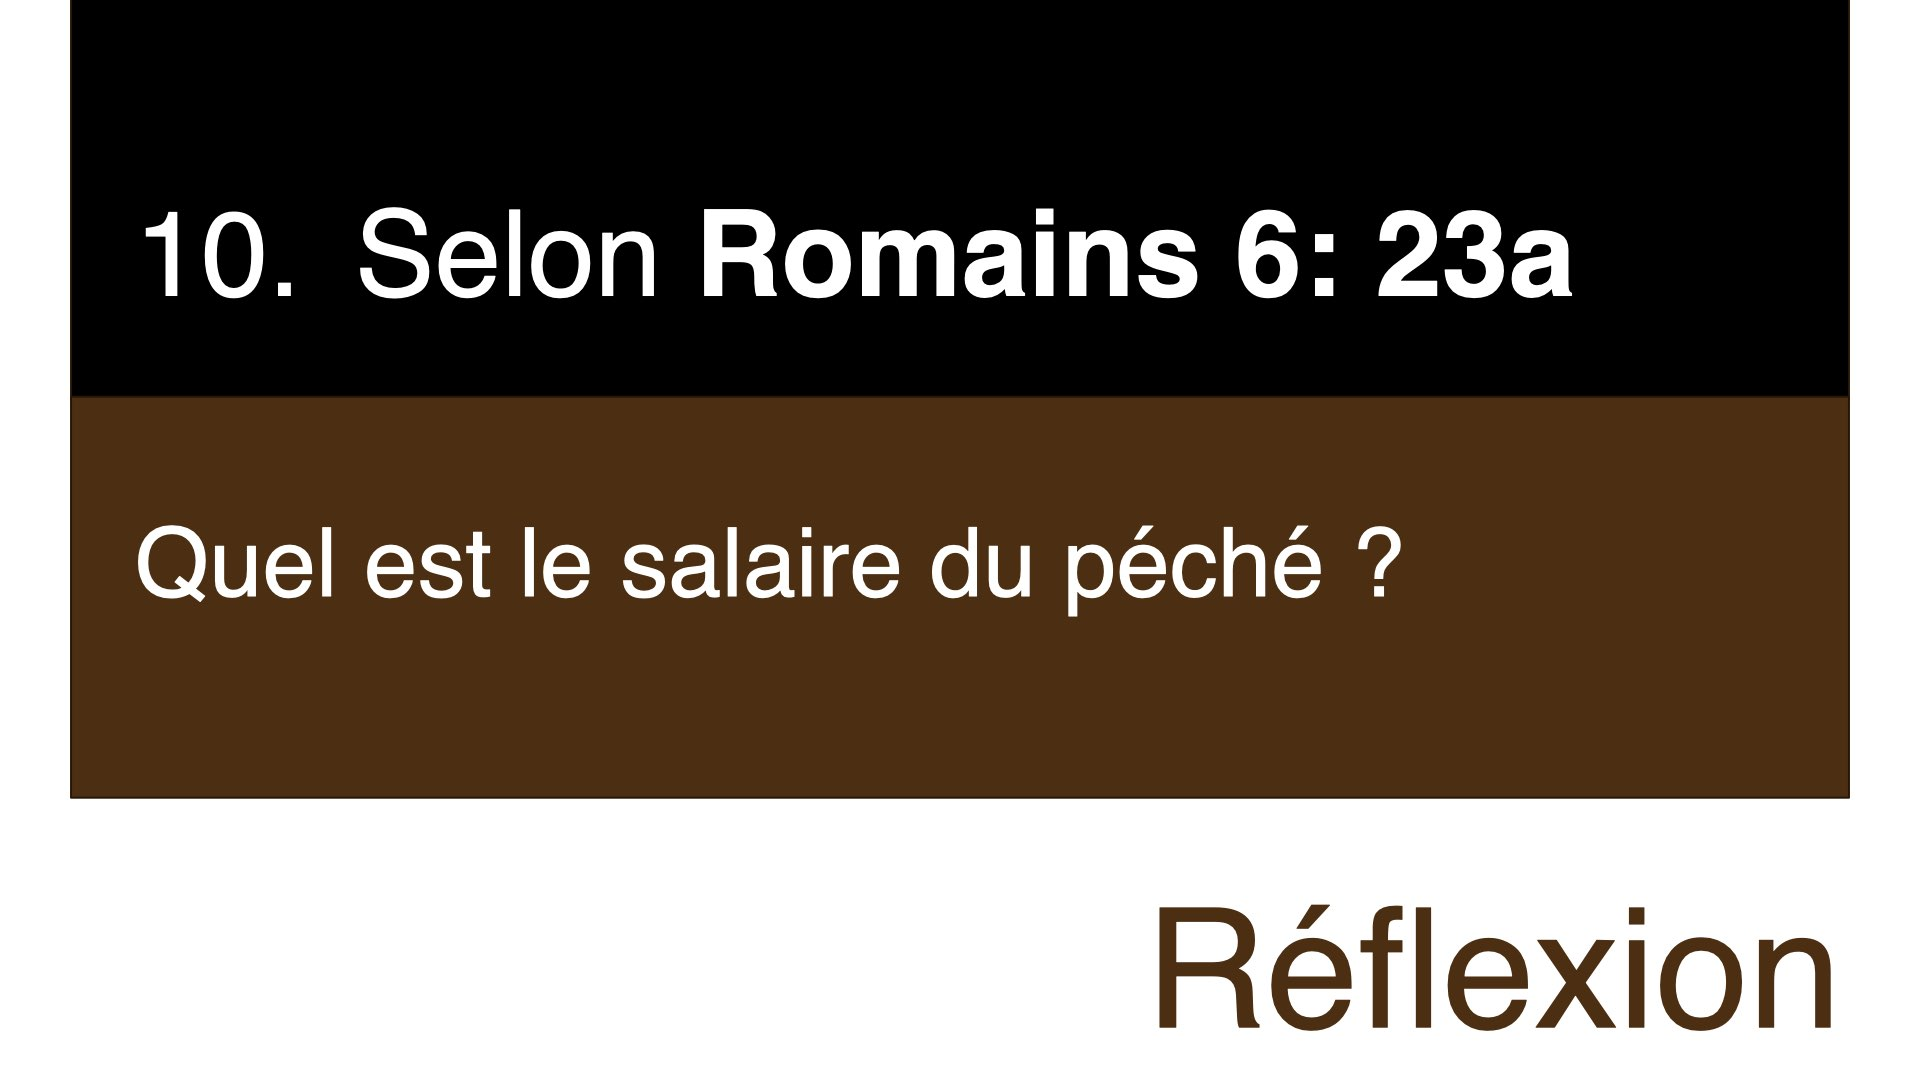 10. Selon Romains 6: 23a
Quel est le salaire du péché ?
Réflexion